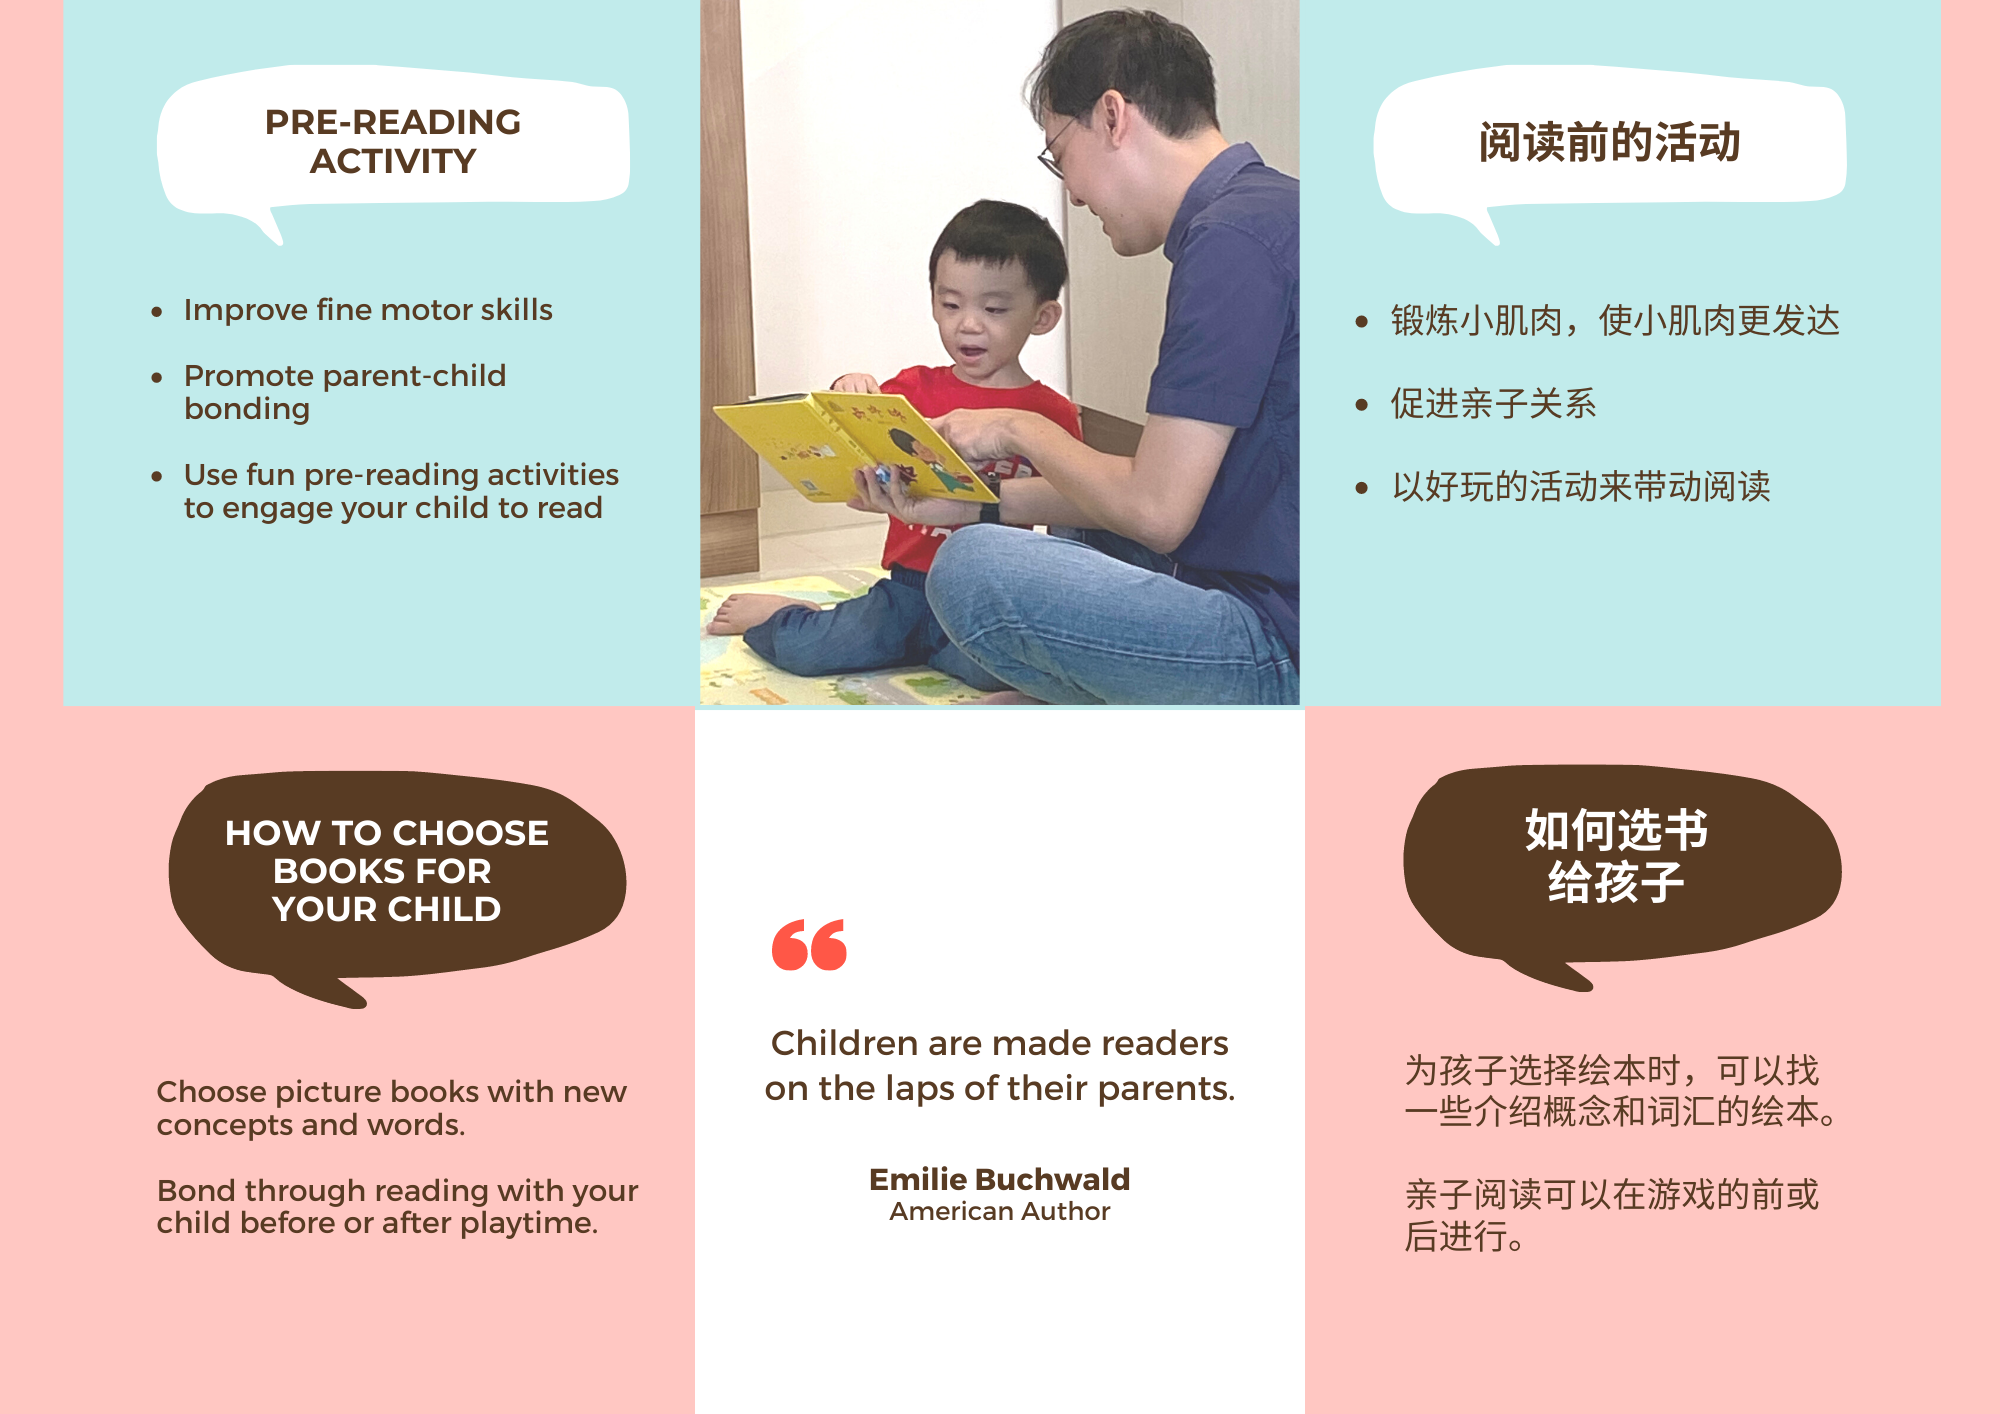 PRE-READING
ACTIVITY
• Improve fine motor skills
• Promote parent-child
bonding
• Use fun pre-reading activities
to engage your child to read
阅读前的活动
• 锻炼小肌肉，使小肌肉更发达
• 促进亲子关系
• 以好玩的活动来带动阅读
HOW TO CHOOSE
BOOKS FOR
YOUR CHILD
Choose picture books with new
concepts and words.
Bond through reading with your
child before or after playtime.
“
Children are made readers
on the laps of their parents.
Emilie Buchwald
American Author
如何选书
给孩子
为孩子选择绘本时，可以找
一些介绍概念和词汇的绘本。
亲子阅读可以在游戏的前或
后进行。